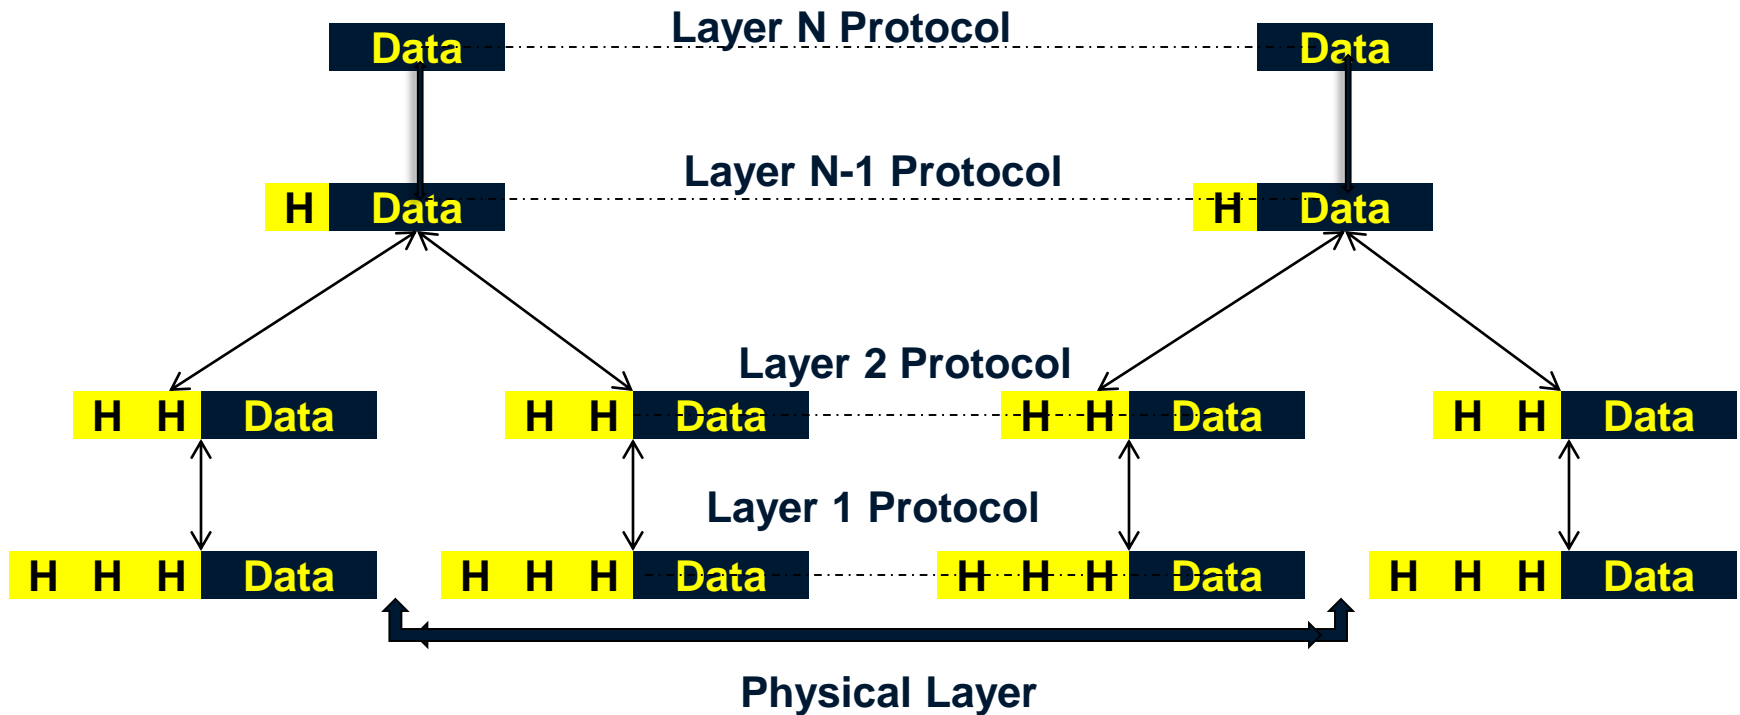 Layer N Protocol
Data Data
Layer N-1 Protocol
H Data H Data
Layer 2 Protocol
H H Data H H Data H H Data H H Data
Layer 1 Protocol
H H H Data H H H Data H H H Data H H H Data
Physical Layer